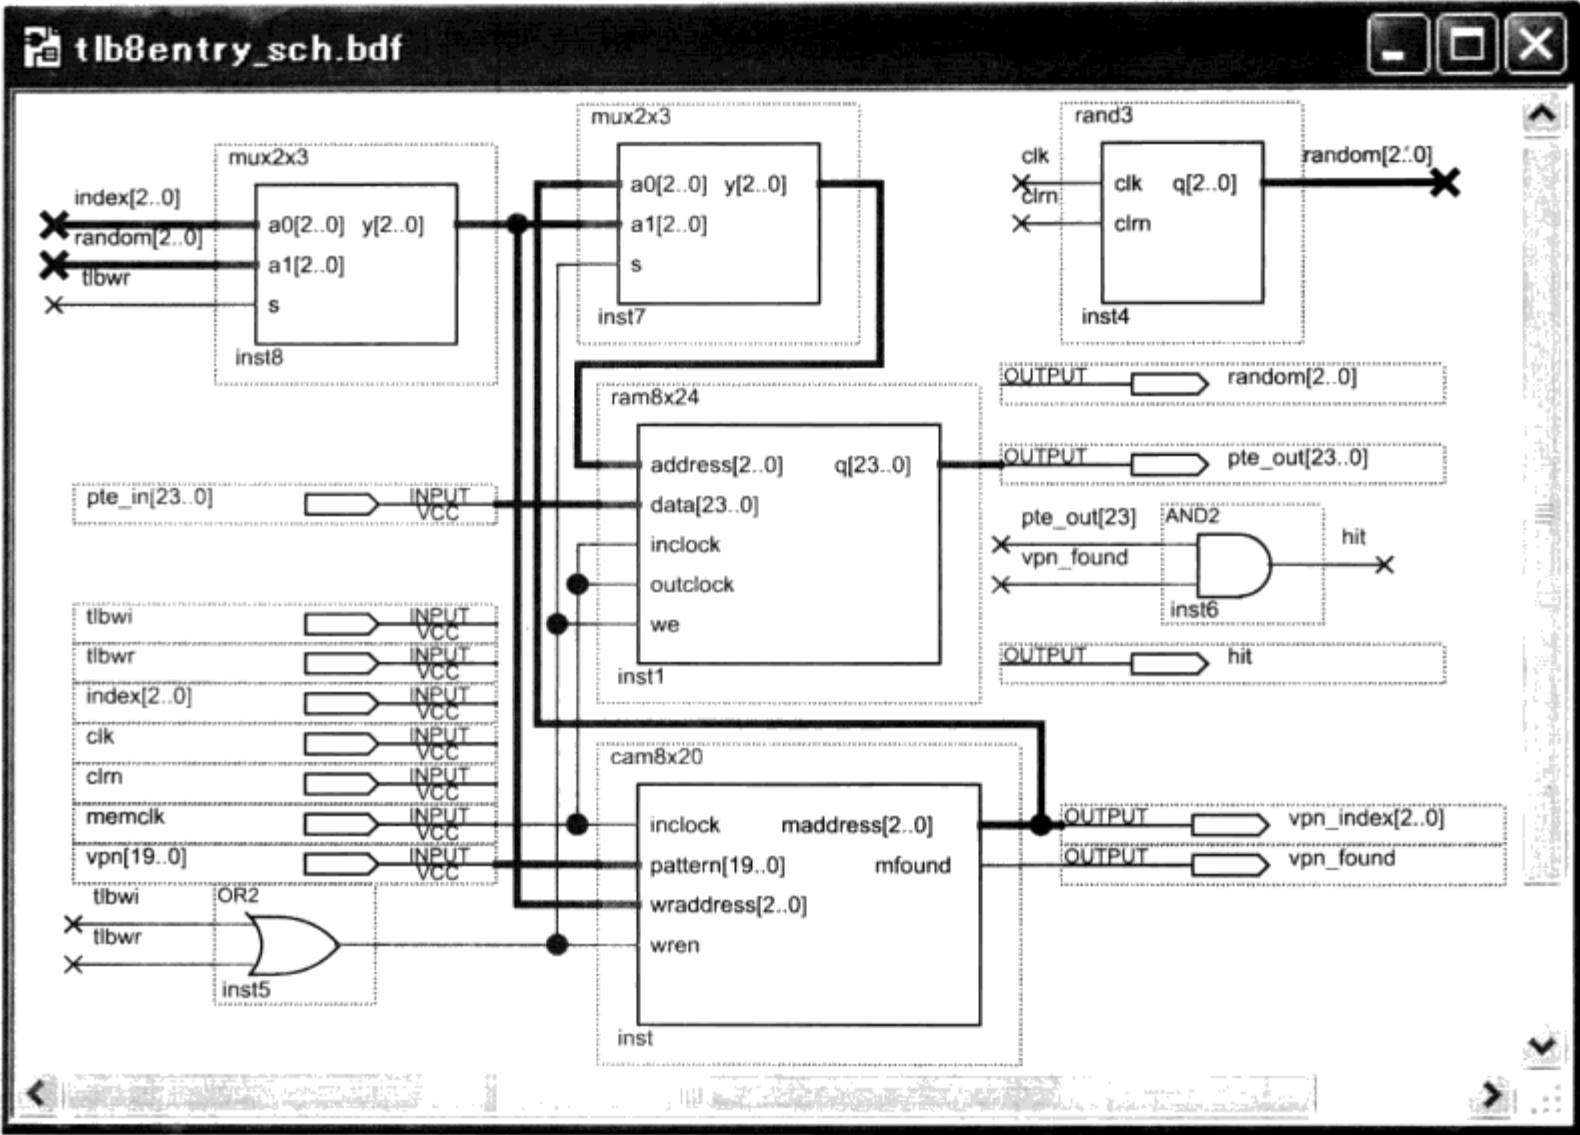 tlb8entry_sch.bdf
mux2x3
index[2..0]
random[2..0]
tlbwr
a0[2..0] y[2..0]
a1[2..0]
s
inst8
mux2x3
a0[2..0] y[2..0]
a1[2..0]
s
inst7
rand3
clk
clrn
clk q[2..0]
clrn
random[2..0]
inst4
OUTPUT random[2..0]
ram8x24
address[2..0] q[23..0]
data[23..0]
inclock
outclock
we
inst1
OUTPUT pte_out[23..0]
pte_in[23..0] INPUT
VCC
pte_out[23]
vpn_found
AND2
hit
inst6
OUTPUT hit
tlbwi INPUT
VCC
tlbwr INPUT
VCC
index[2..0] INPUT
VCC
clk INPUT
VCC
clrn INPUT
VCC
memclk INPUT
VCC
vpn[19..0] INPUT
VCC
tlbwi
tlbwr
OR2
inst5
cam8x20
inclock maddress[2..0]
pattern[19..0] mfound
wraddress[2..0]
wren
inst
OUTPUT vpn_index[2..0]
OUTPUT vpn_found